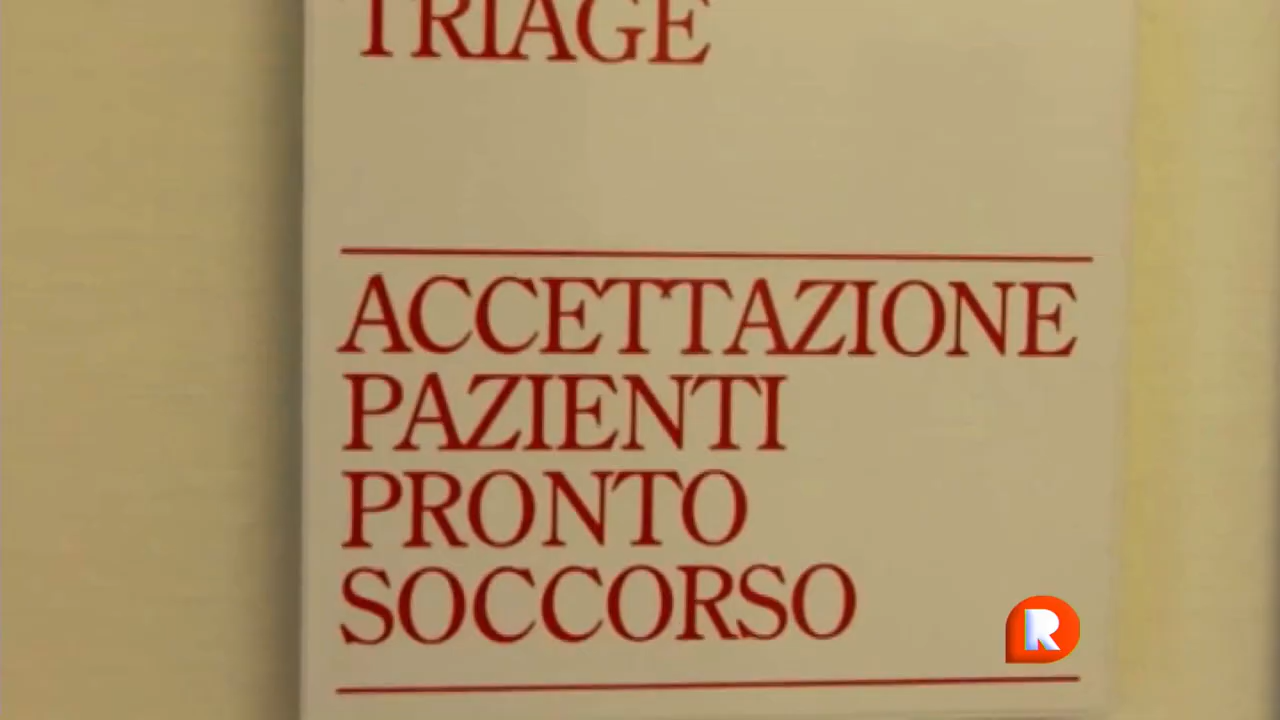 TRIAGE
ACCETTAZIONE
PAZIENTI
PRONTO
SOCCORSO
R